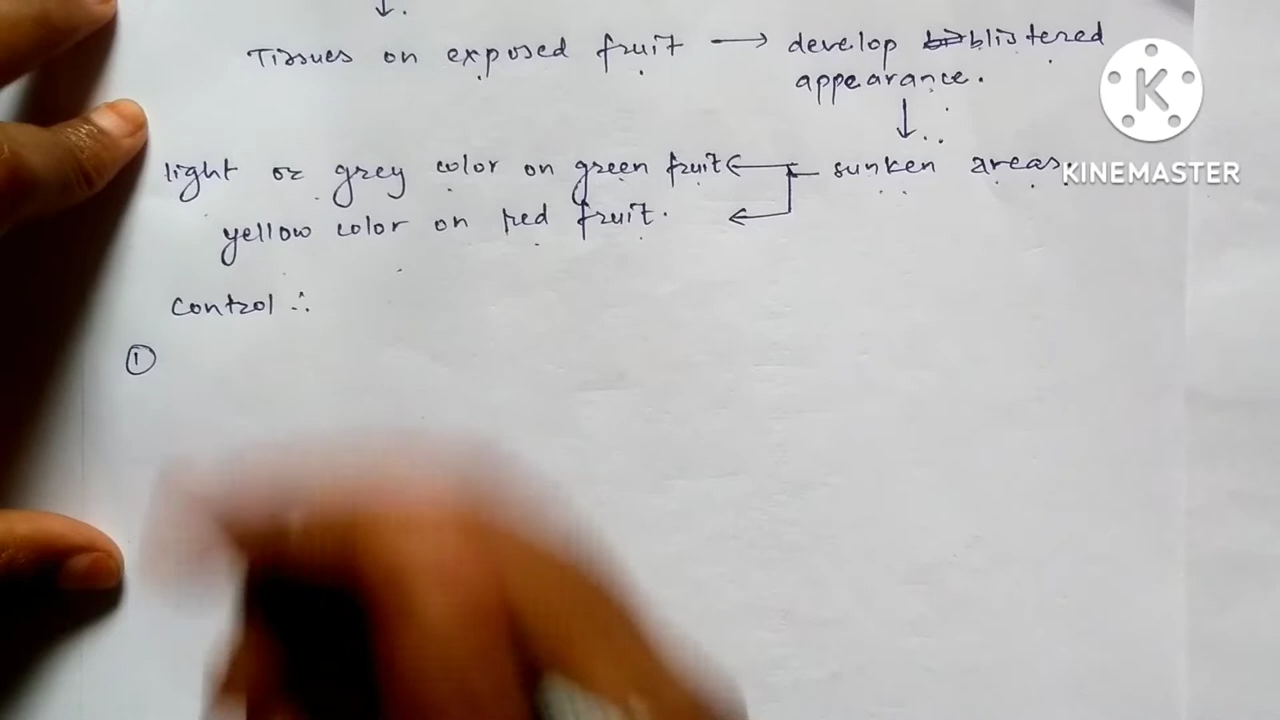 ↓.
Tissues on exposed fruit → develop blistered
appearance.
↓
light or grey color on green fruit ← sunken areas.
yellow color on red fruit. ←
Control :
①
K
KINEMASTER